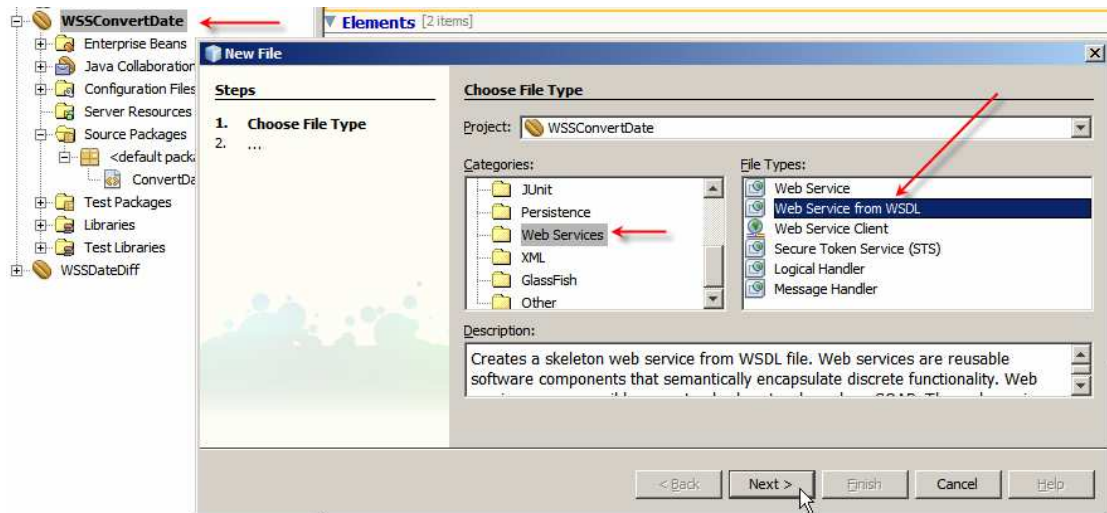 WSSConvertDate
Enterprise Beans
Java Collaboration
Configuration Files
Server Resources
Source Packages
<default packa
ConvertDa
Test Packages
Libraries
Test Libraries
WSSDateDiff
Elements [2 items]
New File
Steps
1. Choose File Type
2. ...
Choose File Type
Project: WSSConvertDate
Categories:
JUnit
Persistence
Web Services
XML
GlassFish
Other
File Types:
Web Service
Web Service from WSDL
Web Service Client
Secure Token Service (STS)
Logical Handler
Message Handler
Description:
Creates a skeleton web service from WSDL file. Web services are reusable
software components that semantically encapsulate discrete functionality. Web
< Back Next > Finish Cancel Help